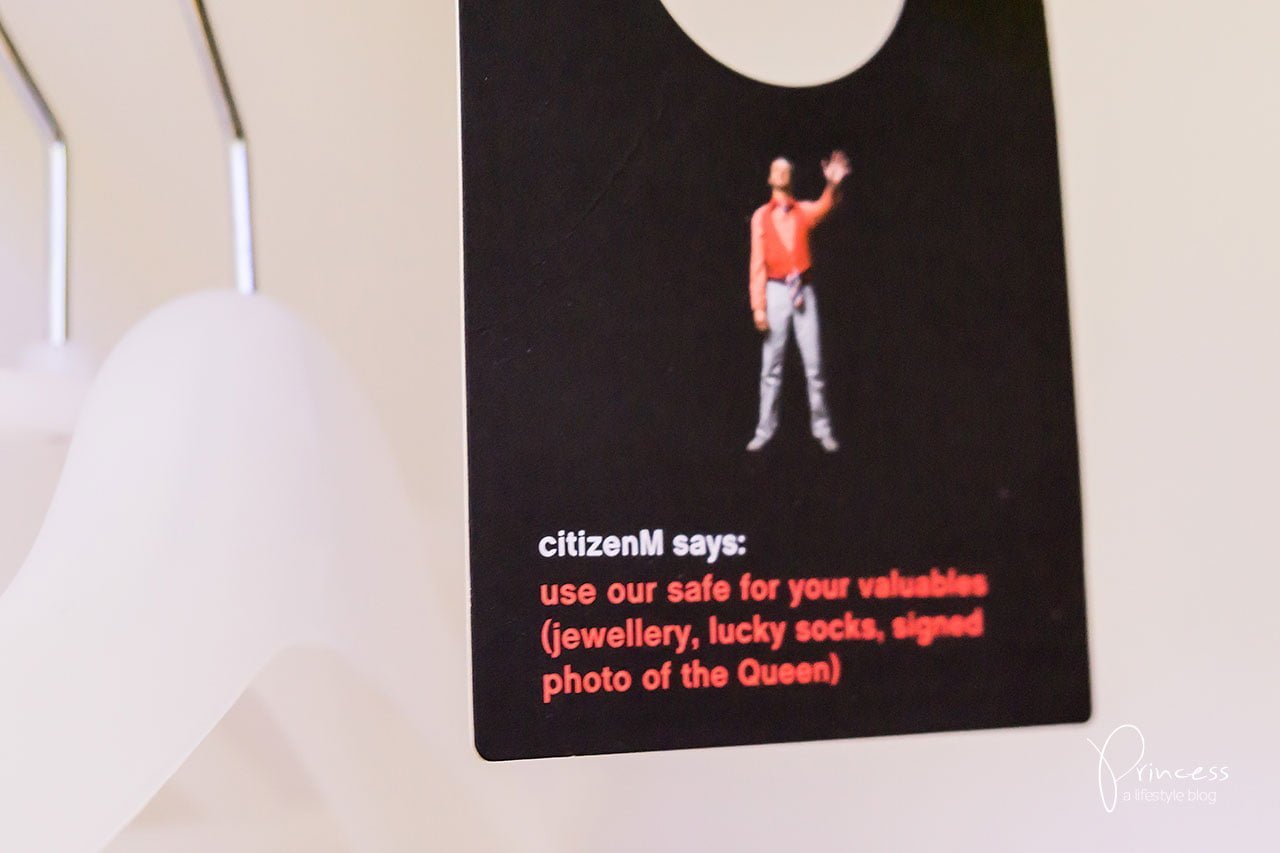 citizenM says:
use our safe for your valuables
(jewellery, lucky socks, signed
photo of the Queen)
Princess
a lifestyle blog